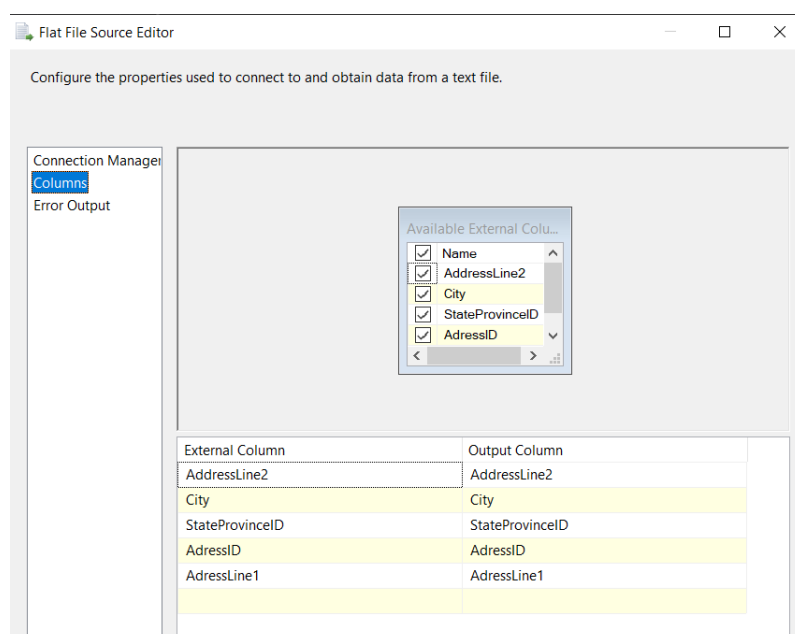 Flat File Source Editor
Configure the properties used to connect to and obtain data from a text file.
Connection Manager
Columns
Error Output
Available External Colu...
Name
AddressLine2
City
StateProvinceID
AdressID
External Column Output Column
AddressLine2 AddressLine2
City City
StateProvinceID StateProvinceID
AdressID AdressID
AdressLine1 AdressLine1